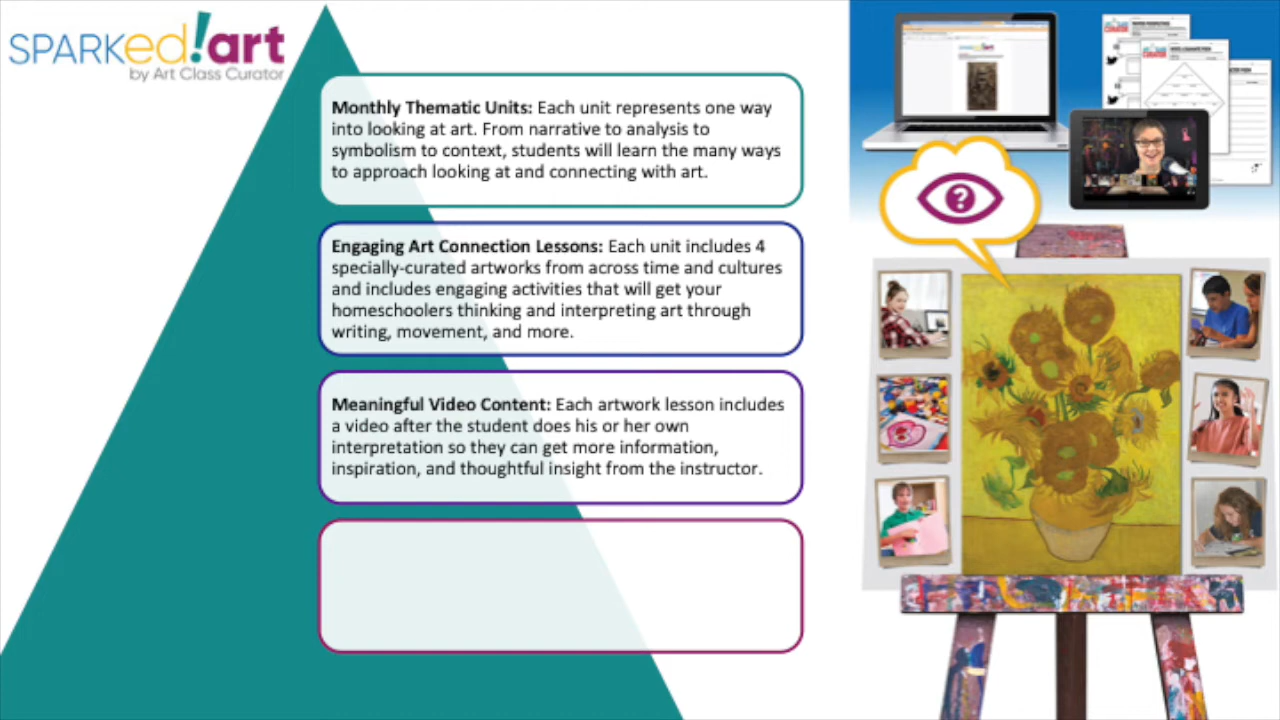 SPARKed!art
by Art Class Curator
Monthly Thematic Units: Each unit represents one way
into looking at art. From narrative to analysis to
symbolism to context, students will learn the many ways
to approach looking at and connecting with art.
Engaging Art Connection Lessons: Each unit includes 4
specially-curated artworks from across time and cultures
and includes engaging activities that will get your
homeschoolers thinking and interpreting art through
writing, movement, and more.
Meaningful Video Content: Each artwork lesson includes
a video after the student does his or her own
interpretation so they can get more information,
inspiration, and thoughtful insight from the instructor.
?